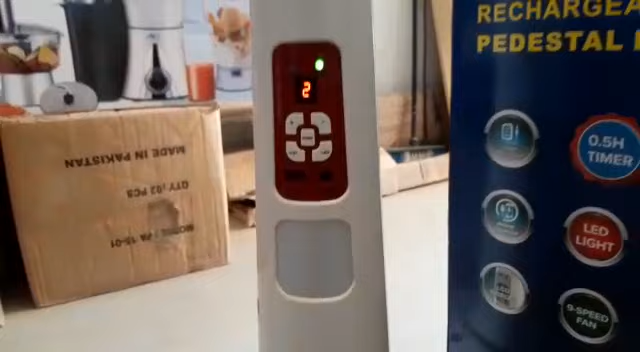 RECHARGEA
PEDESTAL
2
MADE IN PAKISTAN
QTY, 02 PCS
0.5H
TIMER
LED
LIGHT
9-SPEED
FAN